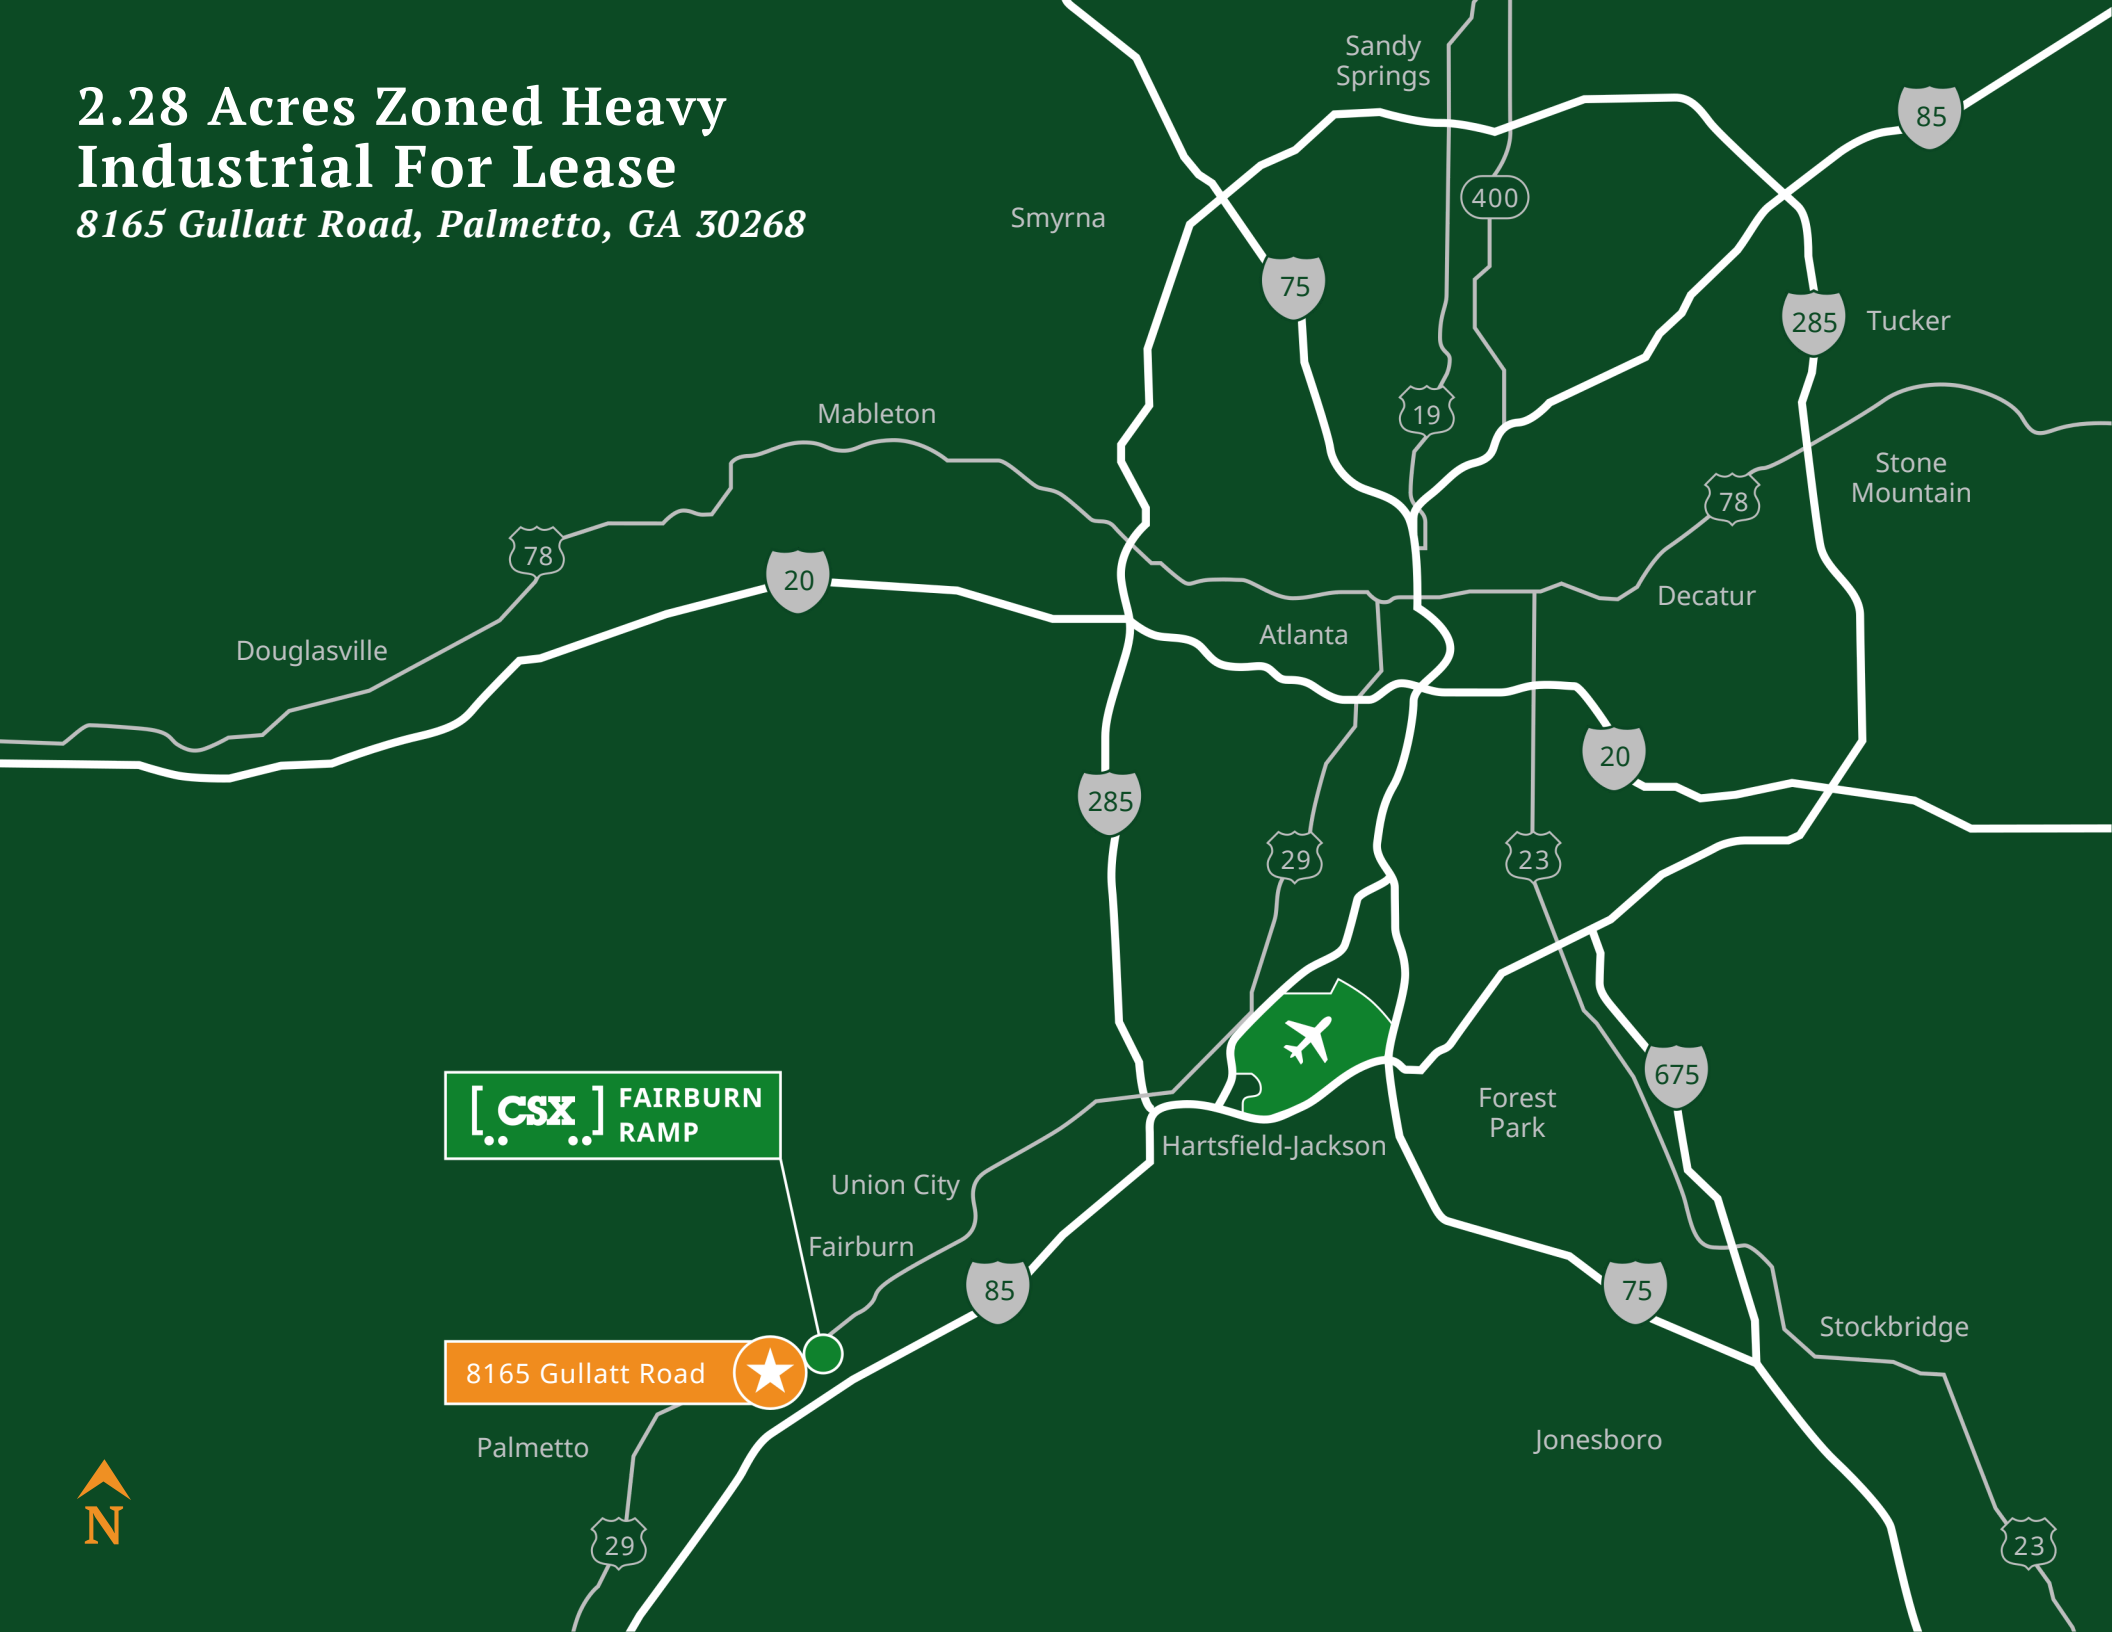 2.28 Acres Zoned Heavy
Industrial For Lease
8165 Gullatt Road, Palmetto, GA 30268
Sandy
Springs
85
400
Smyrna
75
285
Tucker
Mableton
19
Stone
Mountain
78
78
20
Decatur
Atlanta
Douglasville
20
285
29
23
675
CSX
FAIRBURN
RAMP
Forest
Park
Hartsfield-Jackson
Union City
Fairburn
85
75
Stockbridge
8165 Gullatt Road
Palmetto
Jonesboro
N
29
23